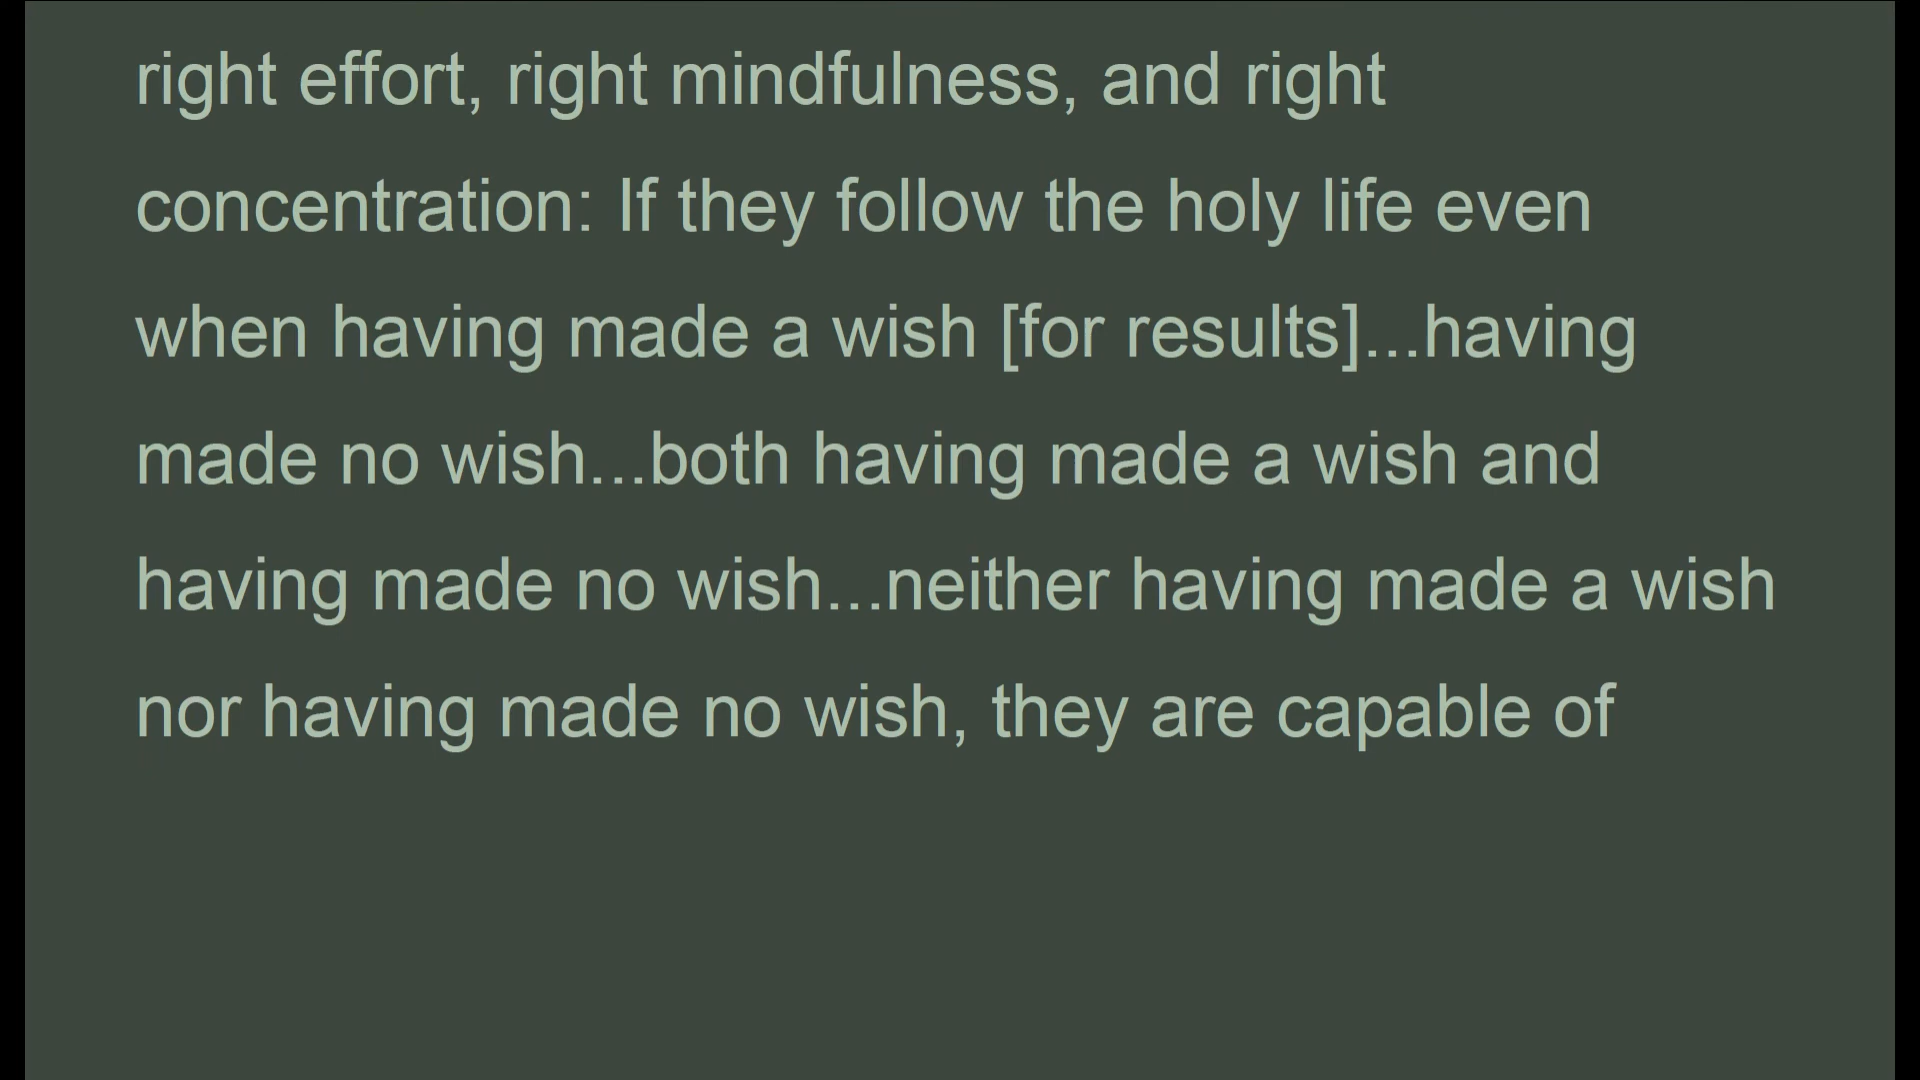 right effort, right mindfulness, and right
concentration: If they follow the holy life even
when having made a wish [for results]...having
made no wish...both having made a wish and
having made no wish...neither having made a wish
nor having made no wish, they are capable of